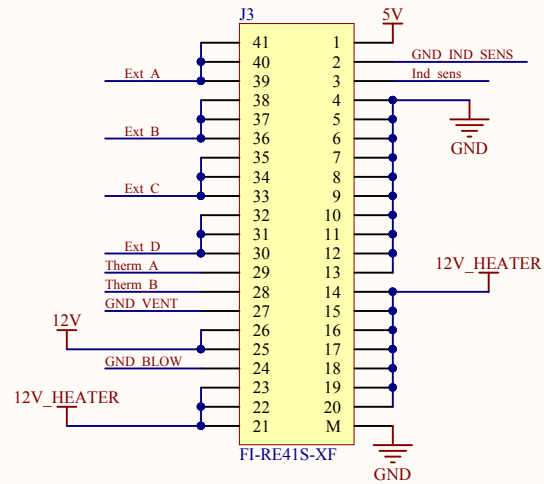 J3
5V
41 1
40 2 GND_IND_SENS
Ext_A 39 3 Ind_sens
38 4
37 5
Ext_B 36 6 GND
35 7
34 8
Ext_C 33 9
32 10
31 11
Ext_D 30 12
Therm_A 29 13 12V_HEATER
Therm_B 28 14
GND_VENT 27 15
12V 26 16
25 17
GND_BLOW 24 18
23 19
12V_HEATER 22 20
21 M
FI-RE41S-XF
GND